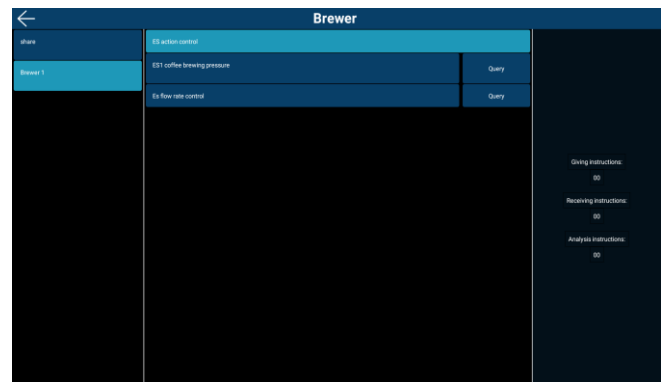 Brewer
share
Brewer 1
ES action control
ES1 coffee brewing pressure
Query
Es flow rate control
Query
Giving instructions:
00
Receiving instructions:
00
Analysis instructions:
00